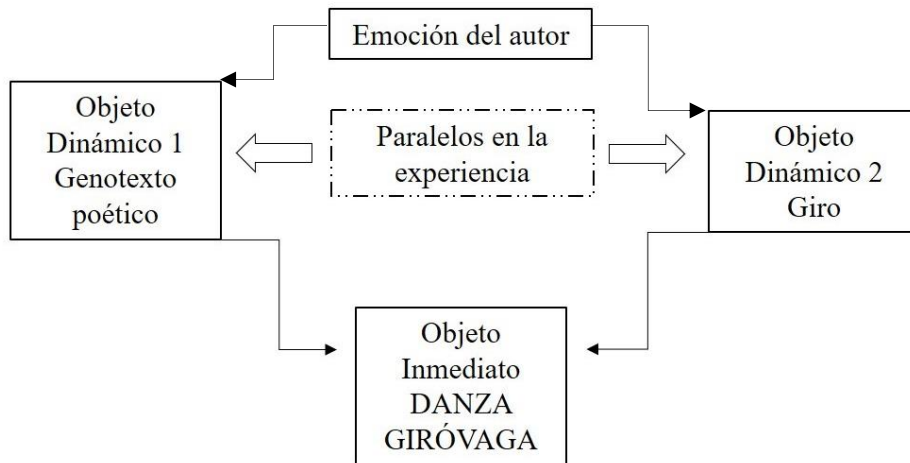 Emoción del autor
Objeto
Dinámico 1
Genotexto
poético
Paralelos en la
experiencia
Objeto
Dinámico 2
Giro
Objeto
Inmediato
DANZA
GIRÓVAGA